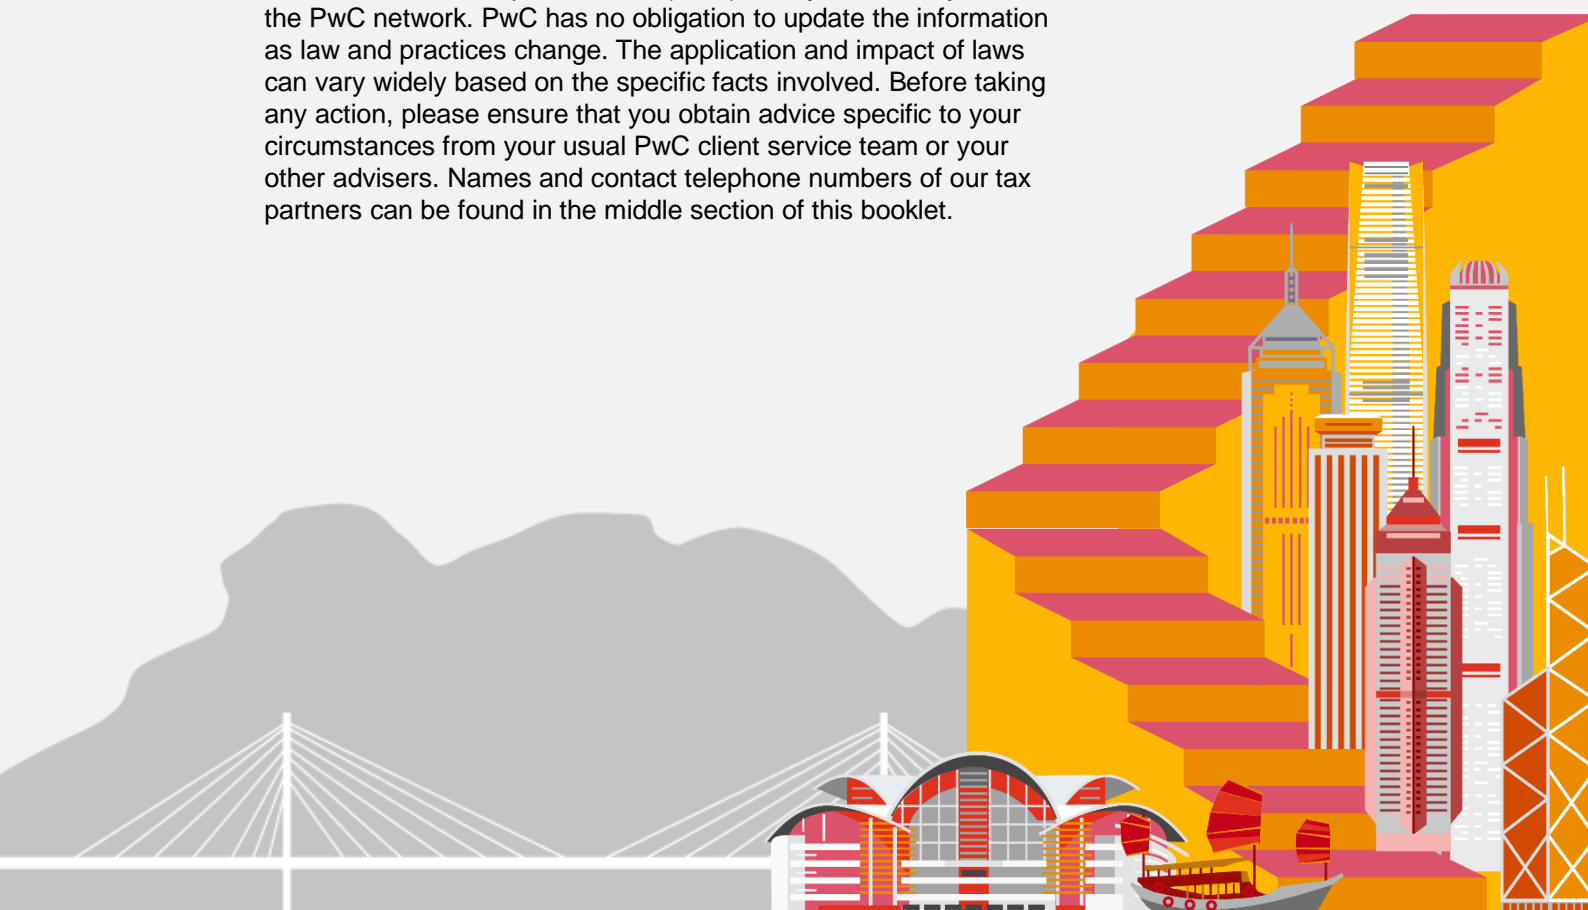 the PwC network. PwC has no obligation to update the information
as law and practices change. The application and impact of laws
can vary widely based on the specific facts involved. Before taking
any action, please ensure that you obtain advice specific to your
circumstances from your usual PwC client service team or your
other advisers. Names and contact telephone numbers of our tax
partners can be found in the middle section of this booklet.